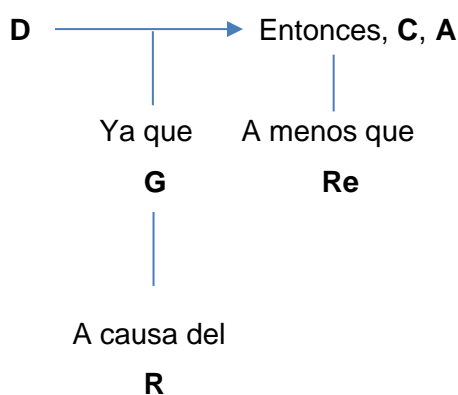 D Entonces, C, A
Ya que A menos que
G Re
A causa del
R